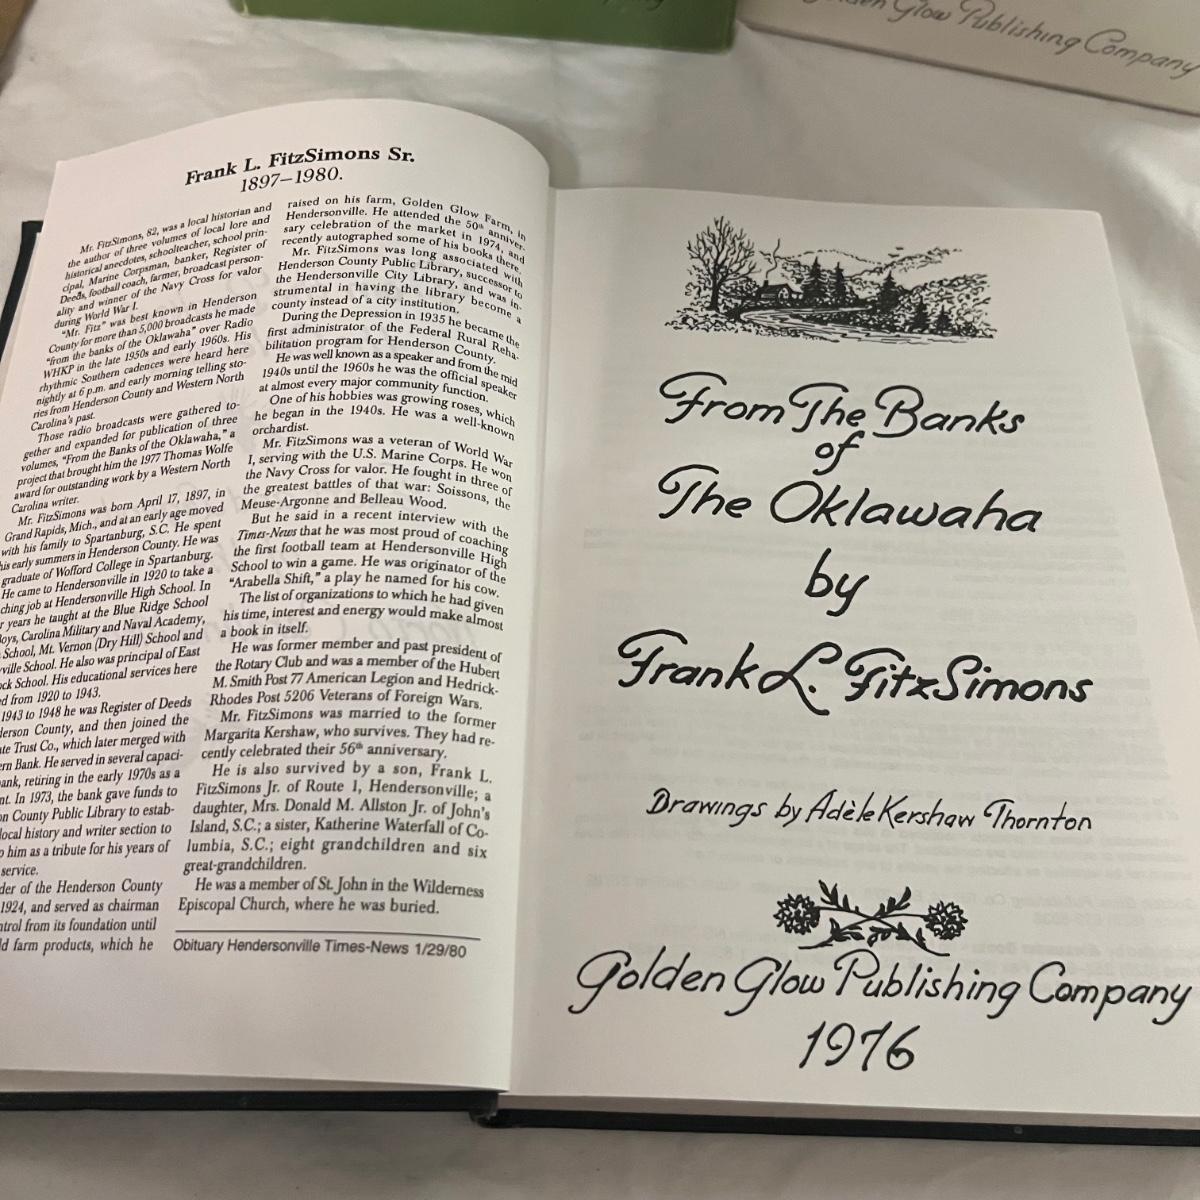 Company
Golden Glow Publishing Company
Frank L. FitzSimons Sr.
1897–1980.
Mr. FitzSimons, 82, was a local historian and
the author of three volumes of local lore and
historical anecdotes, schoolteacher, school prin-
cipal, Marine Corpsman, banker, Register of
Deeds, football coach, farmer, broadcast person-
ality and winner of the Navy Cross for valor
during World War I.
"Mr. Fitz" was best known in Henderson
County for more than 5,000 broadcasts he made
"from the banks of the Oklawaha" over Radio
WHKP in the late 1950s and early 1960s. His
rhythmic Southern cadences were heard here
nightly at 6 p.m. and early morning telling sto-
ries from Henderson County and Western North
Carolina's past.
Those radio broadcasts were gathered to-
gether and expanded for publication of three
volumes, "From the Banks of the Oklawaha," a
project that brought him the 1977 Thomas Wolfe
award for outstanding work by a Western North
Carolina writer.
Mr. FitzSimons was born April 17, 1897, in
Grand Rapids, Mich., and at an early age moved
with his family to Spartanburg, S.C. He spent
his early summers in Henderson County. He was
graduate of Wofford College in Spartanburg.
He came to Hendersonville in 1920 to take a
ching job at Hendersonville High School. In
r years he taught at the Blue Ridge School
oys, Carolina Military and Naval Academy,
School, Mt. Vernon (Dry Hill) School and
ville School. He also was principal of East
ck School. His educational services here
d from 1920 to 1943.
1943 to 1948 he was Register of Deeds
derson County, and then joined the
te Trust Co., which later merged with
ern Bank. He served in several capaci-
ank, retiring in the early 1970s as a
nt. In 1973, the bank gave funds to
on County Public Library to estab-
local history and writer section to
o him as a tribute for his years of
service.
der of the Henderson County
1924, and served as chairman
ntrol from its foundation until
d farm products, which he
raised on his farm, Golden Glow Farm, in
Hendersonville. He attended the 50th anniver-
sary celebration of the market in 1974, and
recently autographed some of his books there.
Mr. FitzSimons was long associated with
Henderson County Public Library, successor to
the Hendersonville City Library, and was in-
strumental in having the library become a
county instead of a city institution.
During the Depression in 1935 he became the
first administrator of the Federal Rural Reha-
bilitation program for Henderson County.
He was well known as a speaker and from the mid
1940s until the 1960s he was the official speaker
at almost every major community function.
One of his hobbies was growing roses, which
he began in the 1940s. He was a well-known
orchardist.
Mr. FitzSimons was a veteran of World War
I, serving with the U.S. Marine Corps. He won
the Navy Cross for valor. He fought in three of
the greatest battles of that war: Soissons, the
Meuse-Argonne and Belleau Wood.
But he said in a recent interview with the
Times-News that he was most proud of coaching
the first football team at Hendersonville High
School to win a game. He was originator of the
"Arabella Shift," a play he named for his cow.
The list of organizations to which he had given
his time, interest and energy would make almost
a book in itself.
He was former member and past president of
the Rotary Club and was a member of the Hubert
M. Smith Post 77 American Legion and Hedrick-
Rhodes Post 5206 Veterans of Foreign Wars.
Mr. FitzSimons was married to the former
Margarita Kershaw, who survives. They had re-
cently celebrated their 56th anniversary.
He is also survived by a son, Frank L.
FitzSimons Jr. of Route 1, Hendersonville; a
daughter, Mrs. Donald M. Allston Jr. of John's
Island, S.C.; a sister, Katherine Waterfall of Co-
lumbia, S.C.; eight grandchildren and six
great-grandchildren.
He was a member of St. John in the Wilderness
Episcopal Church, where he was buried.
Obituary Hendersonville Times-News 1/29/80
From The Banks
of
The Oklawaha
by
Frank L. FitzSimons
Drawings by Adèle Kershaw Thornton
Golden Glow Publishing Company
1976